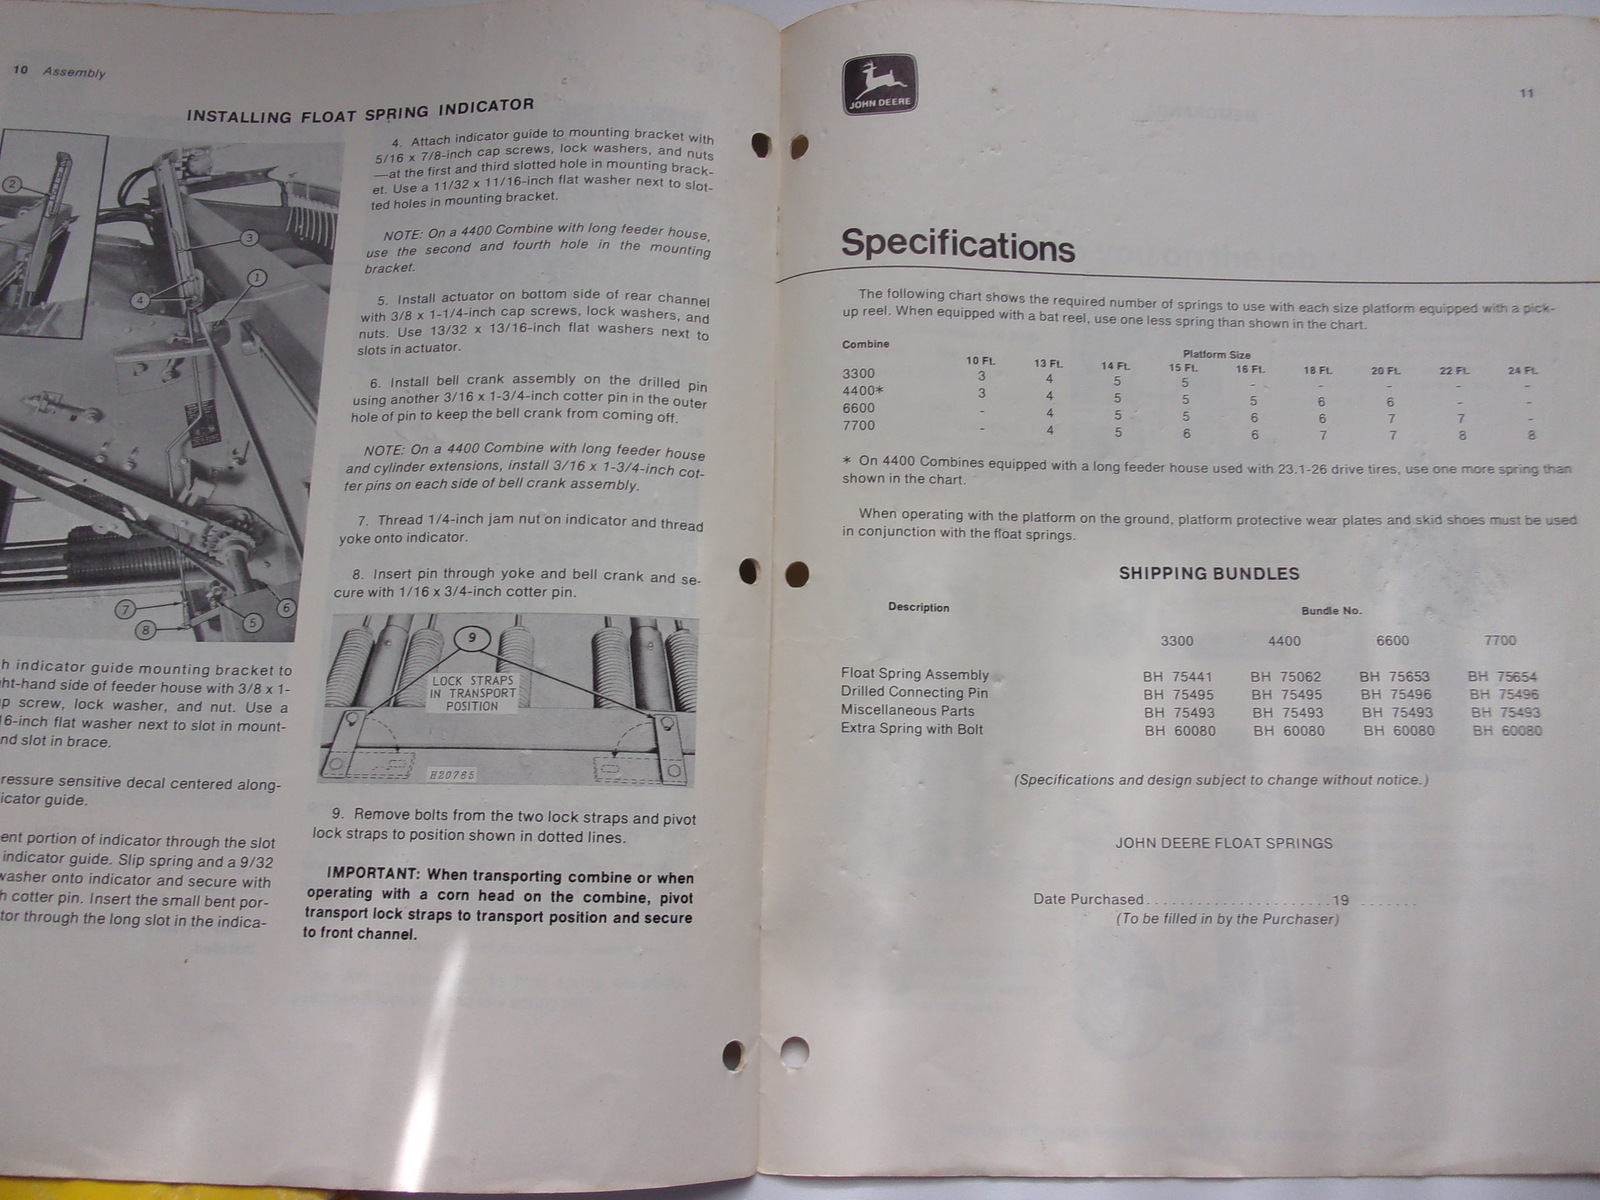 10 Assembly
INSTALLING FLOAT SPRING INDICATOR
2
3
1
4
7
8
5
6
h indicator guide mounting bracket to
ht-hand side of feeder house with 3/8 x 1-
p screw, lock washer, and nut. Use a
16-inch flat washer next to slot in mount-
nd slot in brace.
ressure sensitive decal centered along-
icator guide.
ent portion of indicator through the slot
indicator guide. Slip spring and a 9/32
washer onto indicator and secure with
h cotter pin. Insert the small bent por-
tor through the long slot in the indica-
4. Attach indicator guide to mounting bracket with
5/16 x 7/8-inch cap screws, lock washers, and nuts
—at the first and third slotted hole in mounting brack-
et. Use a 11/32 x 11/16-inch flat washer next to slot-
ted holes in mounting bracket.
NOTE: On a 4400 Combine with long feeder house,
use the second and fourth hole in the mounting
bracket.
5. Install actuator on bottom side of rear channel
with 3/8 x 1-1/4-inch cap screws, lock washers, and
nuts. Use 13/32 x 13/16-inch flat washers next to
slots in actuator.
6. Install bell crank assembly on the drilled pin
using another 3/16 x 1-3/4-inch cotter pin in the outer
hole of pin to keep the bell crank from coming off.
NOTE: On a 4400 Combine with long feeder house
and cylinder extensions, install 3/16 x 1-3/4-inch cot-
ter pins on each side of bell crank assembly.
7. Thread 1/4-inch jam nut on indicator and thread
yoke onto indicator.
8. Insert pin through yoke and bell crank and se-
cure with 1/16 x 3/4-inch cotter pin.
9
LOCK STRAPS
IN TRANSPORT
POSITION
H20765
9. Remove bolts from the two lock straps and pivot
lock straps to position shown in dotted lines.
IMPORTANT: When transporting combine or when
operating with a corn head on the combine, pivot
transport lock straps to transport position and secure
to front channel.
JOHN DEERE
11
Specifications
The following chart shows the required number of springs to use with each size platform equipped with a pick-
up reel. When equipped with a bat reel, use one less spring than shown in the chart.
Combine Platform Size
10 Ft. 13 Ft. 14 Ft. 15 Ft. 16 Ft. 18 Ft. 20 Ft. 22 Ft. 24 Ft.
3300 3 4 5 5 - - - - -
4400* 3 4 5 5 5 6 6 - -
6600 - 4 5 5 6 6 7 7 -
7700 - 4 5 6 6 7 7 8 8
* On 4400 Combines equipped with a long feeder house used with 23.1-26 drive tires, use one more spring than
shown in the chart.
When operating with the platform on the ground, platform protective wear plates and skid shoes must be used
in conjunction with the float springs.
SHIPPING BUNDLES
Description Bundle No.
3300 4400 6600 7700
Float Spring Assembly BH 75441 BH 75062 BH 75653 BH 75654
Drilled Connecting Pin BH 75495 BH 75495 BH 75496 BH 75496
Miscellaneous Parts BH 75493 BH 75493 BH 75493 BH 75493
Extra Spring with Bolt BH 60080 BH 60080 BH 60080 BH 60080
(Specifications and design subject to change without notice.)
JOHN DEERE FLOAT SPRINGS
Date Purchased.......................19 .......
(To be filled in by the Purchaser)